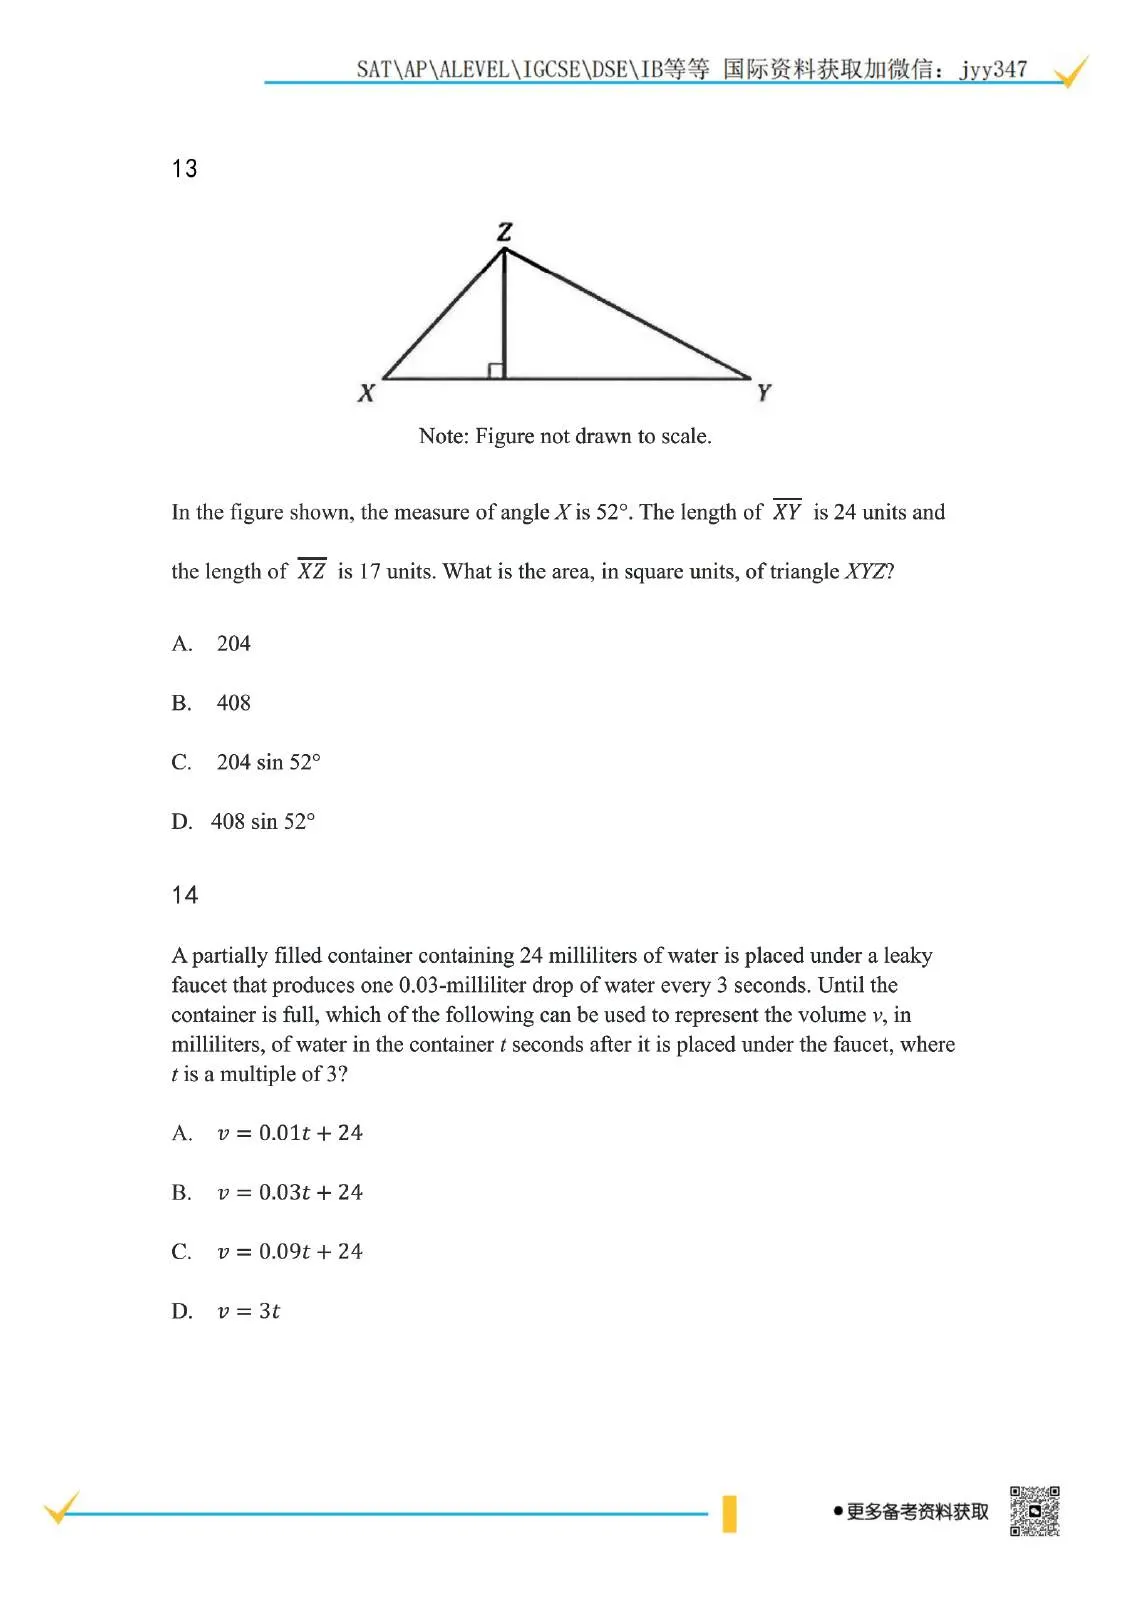 SAT\AP\ALEVEL\IGCSE\DSE\IB等等 国际资料获取加微信：jyy347
13
Z
X
Y
Note: Figure not drawn to scale.
In the figure shown, the measure of angle X is 52°. The length of XY is 24 units and
the length of XZ is 17 units. What is the area, in square units, of triangle XYZ?
A. 204
B. 408
C. 204 sin 52°
D. 408 sin 52°
14
A partially filled container containing 24 milliliters of water is placed under a leaky
faucet that produces one 0.03-milliliter drop of water every 3 seconds. Until the
container is full, which of the following can be used to represent the volume v, in
milliliters, of water in the container t seconds after it is placed under the faucet, where
t is a multiple of 3?
A. v = 0.01t + 24
B. v = 0.03t + 24
C. v = 0.09t + 24
D. v = 3t
●更多备考资料获取